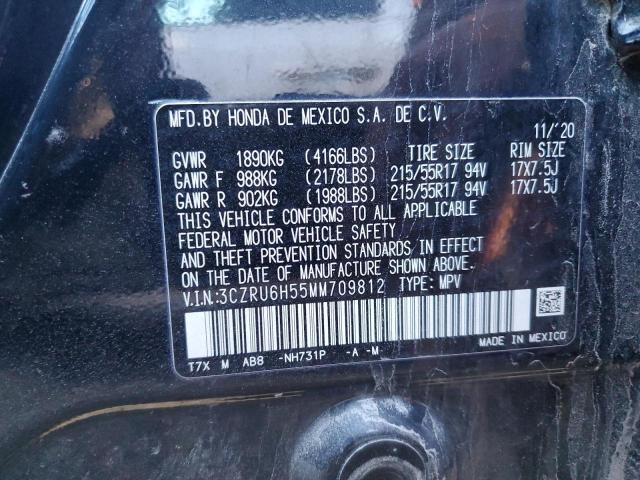 MFD.BY HONDA DE MEXICO S.A. DE C.V.
11/'20
GVWR 1890KG (4166LBS) TIRE SIZE RIM SIZE
GAWR F 988KG (2178LBS) 215/55R17 94V 17X7.5J
GAWR R 902KG (1988LBS) 215/55R17 94V 17X7.5J
THIS VEHICLE CONFORMS TO ALL APPLICABLE
FEDERAL MOTOR VEHICLE SAFETY
AND THEFT PREVENTION STANDARDS IN EFFECT
ON THE DATE OF MANUFACTURE SHOWN ABOVE.
V.I.N:3CZRU6H55MM709812 TYPE: MPV
T7X M AB8 -NH731P -A -M- MADE IN MEXICO